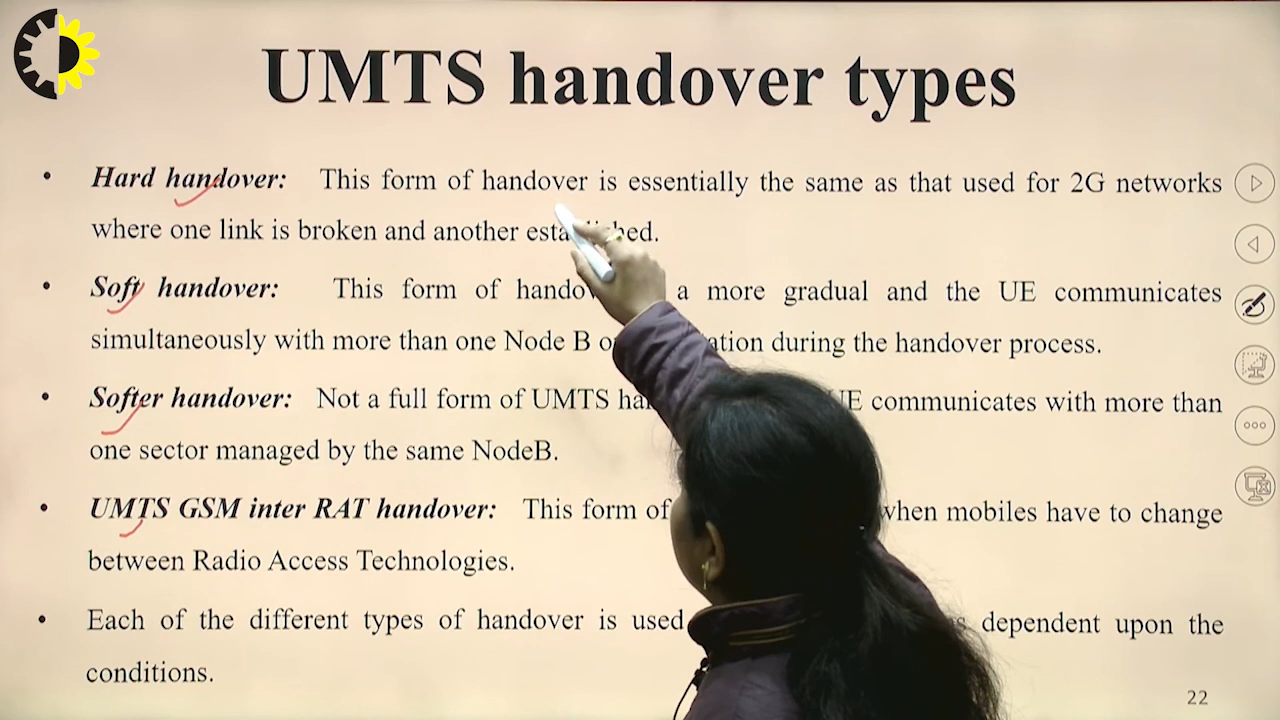 UMTS handover types
• Hard handover: This form of handover is essentially the same as that used for 2G networks
where one link is broken and another established.
• Soft handover: This form of a more gradual and the UE communicates
simultaneously with more than one Node B during the handover process.
• Softer handover: Not a full form of UMTS UE communicates with more than
one sector managed by the same NodeB.
• UMTS GSM inter RAT handover: This form of when mobiles have to change
between Radio Access Technologies.
• Each of the different types of handover is used dependent upon the
conditions.
22